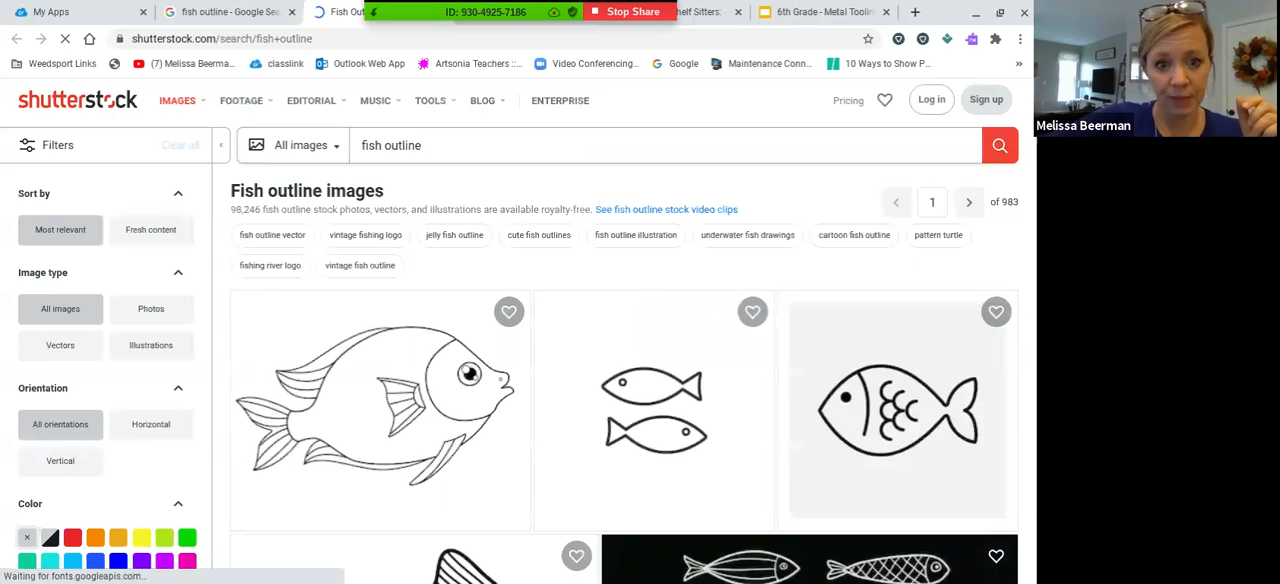 My Apps
fish outline - Google Sea
Fish Out
ID: 930-4925-7186
Stop Share
helf Sitters:
6th Grade - Metal Toolin
shutterstock.com/search/fish+outline
Weedsport Links
(7) Melissa Beerma...
classlink
Outlook Web App
Artsonia Teachers ::...
Video Conferencing...
Google
Maintenance Conn...
10 Ways to Show P...
shutterstock
IMAGES
FOOTAGE
EDITORIAL
MUSIC
TOOLS
BLOG
ENTERPRISE
Pricing
Log in
Sign up
Melissa Beerman
Filters
Clear all
All images
fish outline
Sort by
Most relevant
Fresh content
Image type
All images
Photos
Vectors
Illustrations
Orientation
All orientations
Horizontal
Vertical
Color
Fish outline images
98,246 fish outline stock photos, vectors, and illustrations are available royalty-free. See fish outline stock video clips
1
of 983
fish outline vector
vintage fishing logo
jelly fish outline
cute fish outlines
fish outline illustration
underwater fish drawings
cartoon fish outline
pattern turtle
fishing river logo
vintage fish outline
Waiting for fonts.googleapis.com...